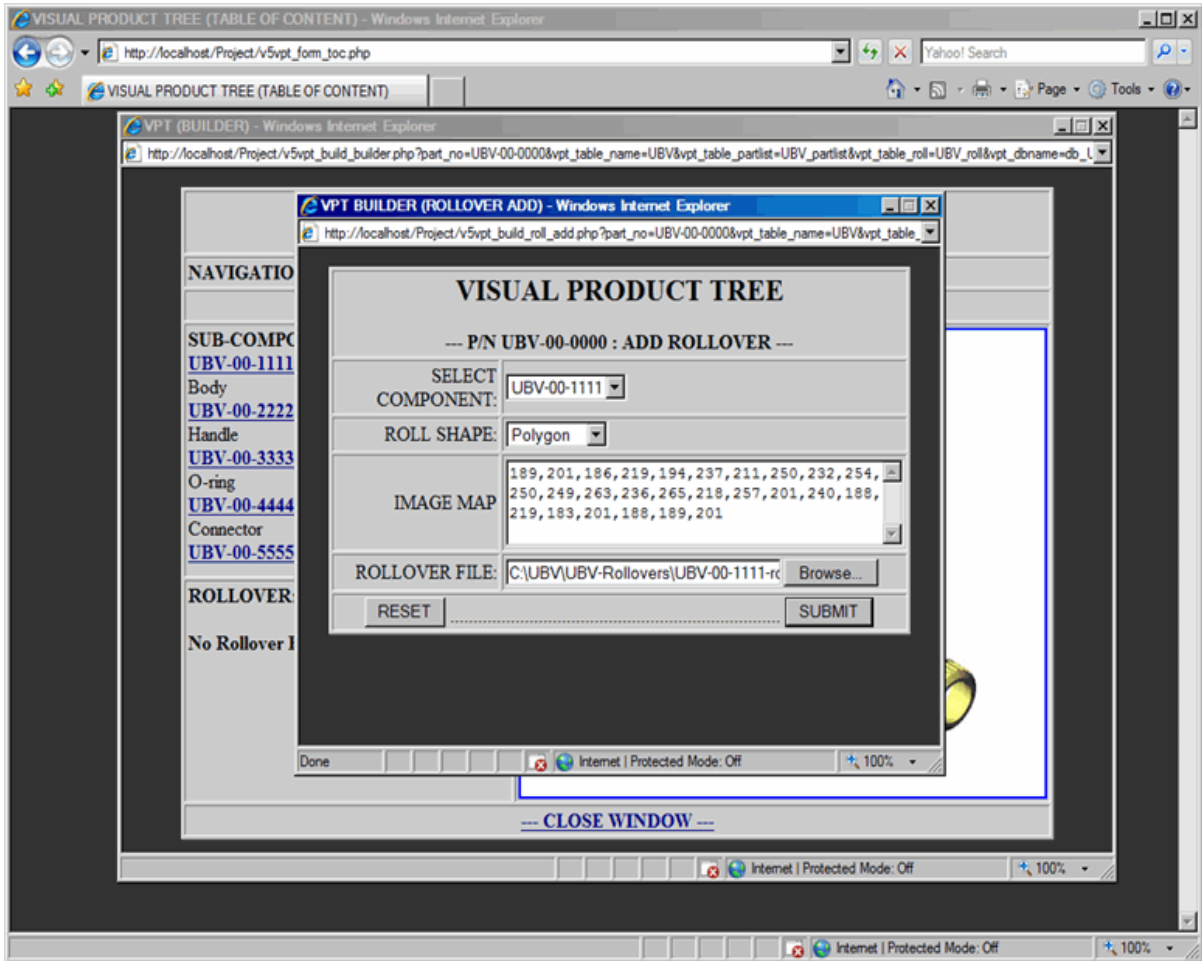 VISUAL PRODUCT TREE (TABLE OF CONTENT) - Windows Internet Explorer
http://localhost/Project/v5vpt_form_toc.php
Yahoo! Search
VISUAL PRODUCT TREE (TABLE OF CONTENT)
Page
Tools
VPT (BUILDER) - Windows Internet Explorer
http://localhost/Project/v5vpt_build_builder.php?part_no=UBV-00-0000&vpt_table_name=UBV&vpt_table_partlist=UBV_partlist&vpt_table_roll=UBV_roll&vpt_dbname=db_U
NAVIGATIO
SUB-COMPO
UBV-00-1111
Body
UBV-00-2222
Handle
UBV-00-3333
O-ring
UBV-00-4444
Connector
UBV-00-5555
ROLLOVER
No Rollover
VPT BUILDER (ROLLOVER ADD) - Windows Internet Explorer
http://localhost/Project/v5vpt_build_roll_add.php?part_no=UBV-00-0000&vpt_table_name=UBV&vpt_table_
VISUAL PRODUCT TREE
--- P/N UBV-00-0000 : ADD ROLLOVER ---
SELECT
COMPONENT:
UBV-00-1111
ROLL SHAPE:
Polygon
IMAGE MAP
189,201,186,219,194,237,211,250,232,254,
250,249,263,236,265,218,257,201,240,188,
219,183,201,188,189,201
ROLLOVER FILE:
C:\UBV\UBV-Rollovers\UBV-00-1111-ro
Browse...
RESET
SUBMIT
Done
Internet | Protected Mode: Off
100%
--- CLOSE WINDOW ---
Internet | Protected Mode: Off
100%
Internet | Protected Mode: Off
100%